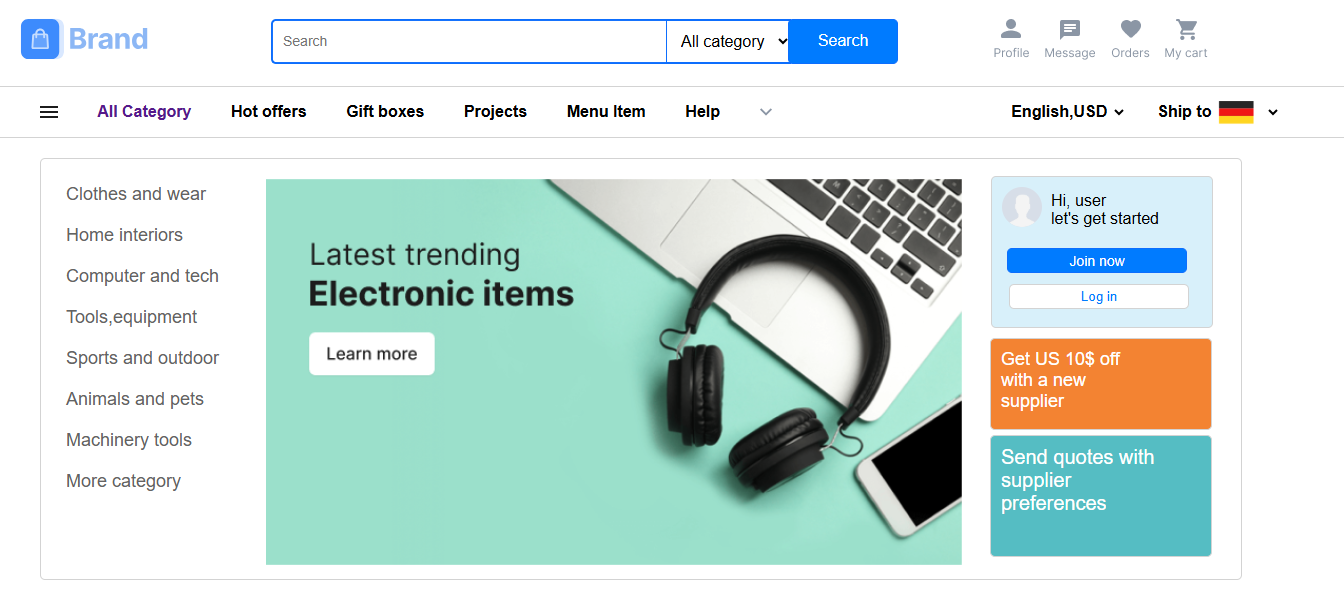 Brand
Search
All category
Search
Profile
Message
Orders
My cart
All Category
Hot offers
Gift boxes
Projects
Menu Item
Help
English,USD
Ship to
Clothes and wear
Home interiors
Computer and tech
Tools,equipment
Sports and outdoor
Animals and pets
Machinery tools
More category
Latest trending
Electronic items
Learn more
Hi, user
let's get started
Join now
Log in
Get US 10$ off
with a new
supplier
Send quotes with
supplier
preferences